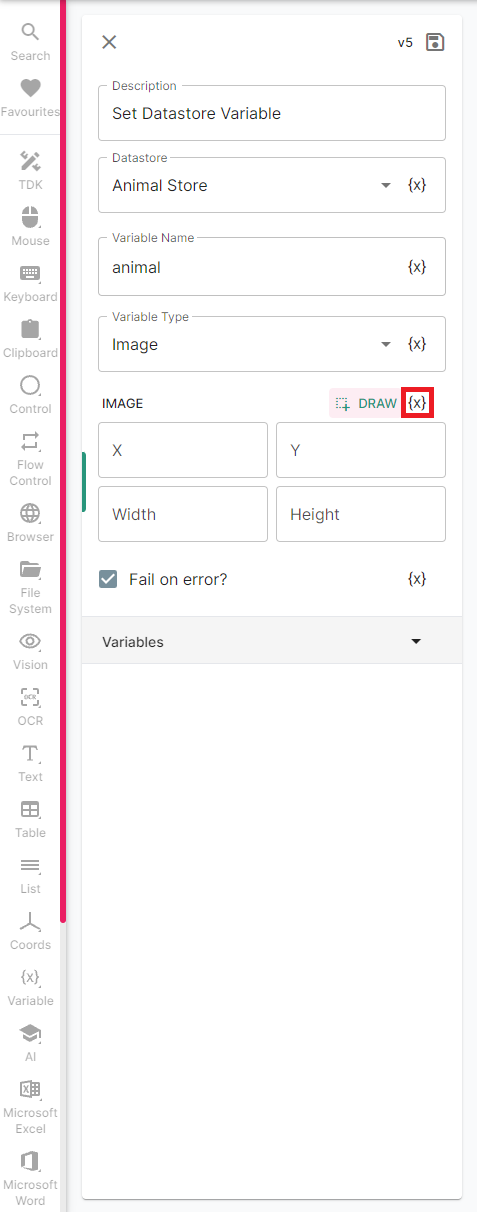 Search
Favourites
TDK
Mouse
Keyboard
Clipboard
Control
Flow
Control
Browser
File
System
Vision
OCR
OCR
Text
Table
List
Coords
{x}
Variable
AI
Microsoft
Excel
Microsoft
Word
v5
Description
Set Datastore Variable
Datastore
Animal Store {x}
Variable Name
animal {x}
Variable Type
Image {x}
IMAGE DRAW {x}
X Y
Width Height
Fail on error? {x}
Variables